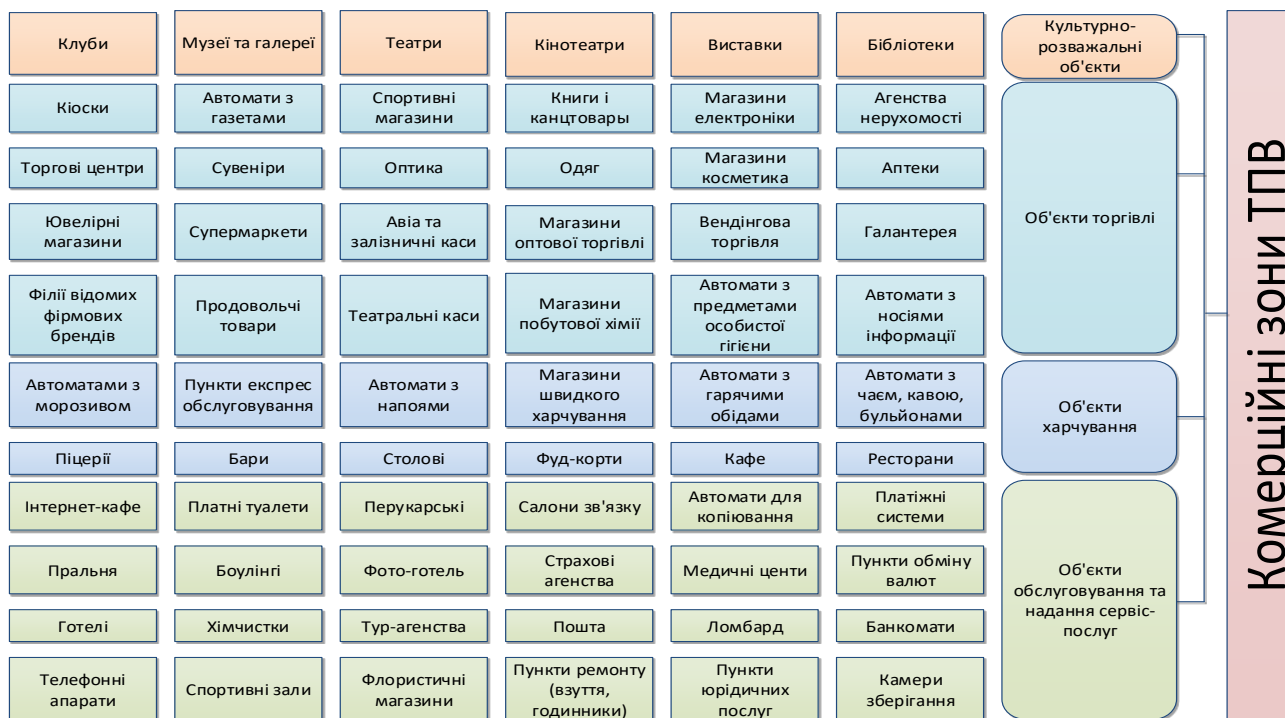 Клуби
Музеї та галереї
Театри
Кінотеатри
Виставки
Бібліотеки
Культурно-
розважальні
об'єкти
Кіоски
Автомати з
газетами
Спортивні
магазини
Книги і
канцтовары
Магазини
електроніки
Агенства
нерухомості
Торгові центри
Сувеніри
Оптика
Одяг
Магазини
косметика
Аптеки
Ювелірні
магазини
Супермаркети
Авіа та
залізничні каси
Магазини
оптової торгівлі
Вендінгова
торгівля
Галантерея
Філії відомих
фірмових
брендів
Продовольчі
товари
Театральні каси
Магазини
побутової хімії
Автомати з
предметами
особистої
гігієни
Автомати з
носіями
інформації
Об'єкти торгівлі
Автоматами з
морозивом
Пункти експрес
обслуговування
Автомати з
напоями
Магазини
швидкого
харчування
Автомати з
гарячими
обідами
Автомати з
чаєм, кавою,
бульйонами
Піцерії
Бари
Столові
Фуд-корти
Кафе
Ресторани
Об'єкти
харчування
Інтернет-кафе
Платні туалети
Перукарські
Салони зв'язку
Автомати для
копіювання
Платіжні
системи
Пральня
Боулінгі
Фото-готель
Страхові
агенства
Медичні центи
Пункти обміну
валют
Готелі
Хімчистки
Тур-агенства
Пошта
Ломбард
Банкомати
Телефонні
апарати
Спортивні зали
Флористичні
магазини
Пункти ремонту
(взуття,
годинники)
Пункти
юридичних
послуг
Камери
зберігання
Об'єкти
обслуговування та
надання сервіс-
послуг
Комерційні зони ТПВ